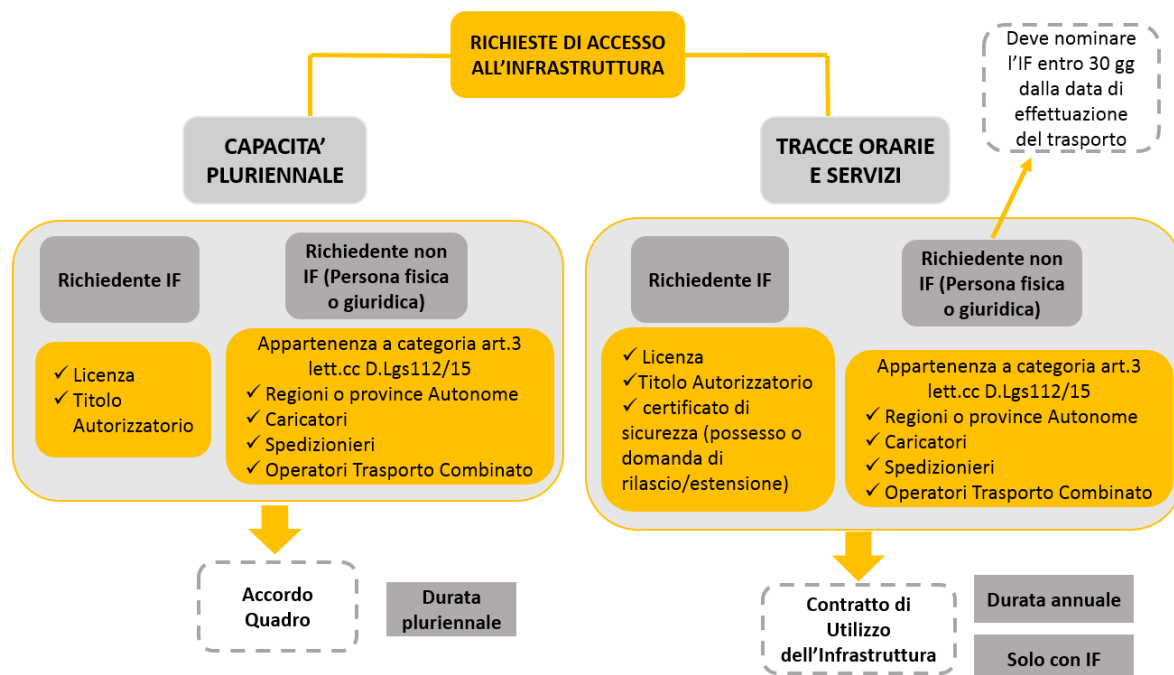 RICHIESTE DI ACCESSO
ALL'INFRASTRUTTURA
Deve nominare
l'IF entro 30 gg
dalla data di
effettuazione
del trasporto
CAPACITA'
PLURIENNALE
TRACCE ORARIE
E SERVIZI
Richiedente IF
Richiedente non
IF (Persona fisica
o giuridica)
✓ Licenza
✓ Titolo
Autorizzatorio
Appartenenza a categoria art.3
lett.cc D.Lgs112/15
✓ Regioni o province Autonome
✓ Caricatori
✓ Spedizionieri
✓ Operatori Trasporto Combinato
Richiedente IF
Richiedente non
IF (Persona fisica
o giuridica)
✓ Licenza
✓Titolo Autorizzatorio
✓ certificato di
sicurezza (possesso o
domanda di
rilascio/estensione)
Appartenenza a categoria art.3
lett.cc D.Lgs112/15
✓ Regioni o province Autonome
✓ Caricatori
✓ Spedizionieri
✓ Operatori Trasporto Combinato
Accordo
Quadro
Durata
pluriennale
Contratto di
Utilizzo
dell'Infrastruttura
Durata annuale
Solo con IF